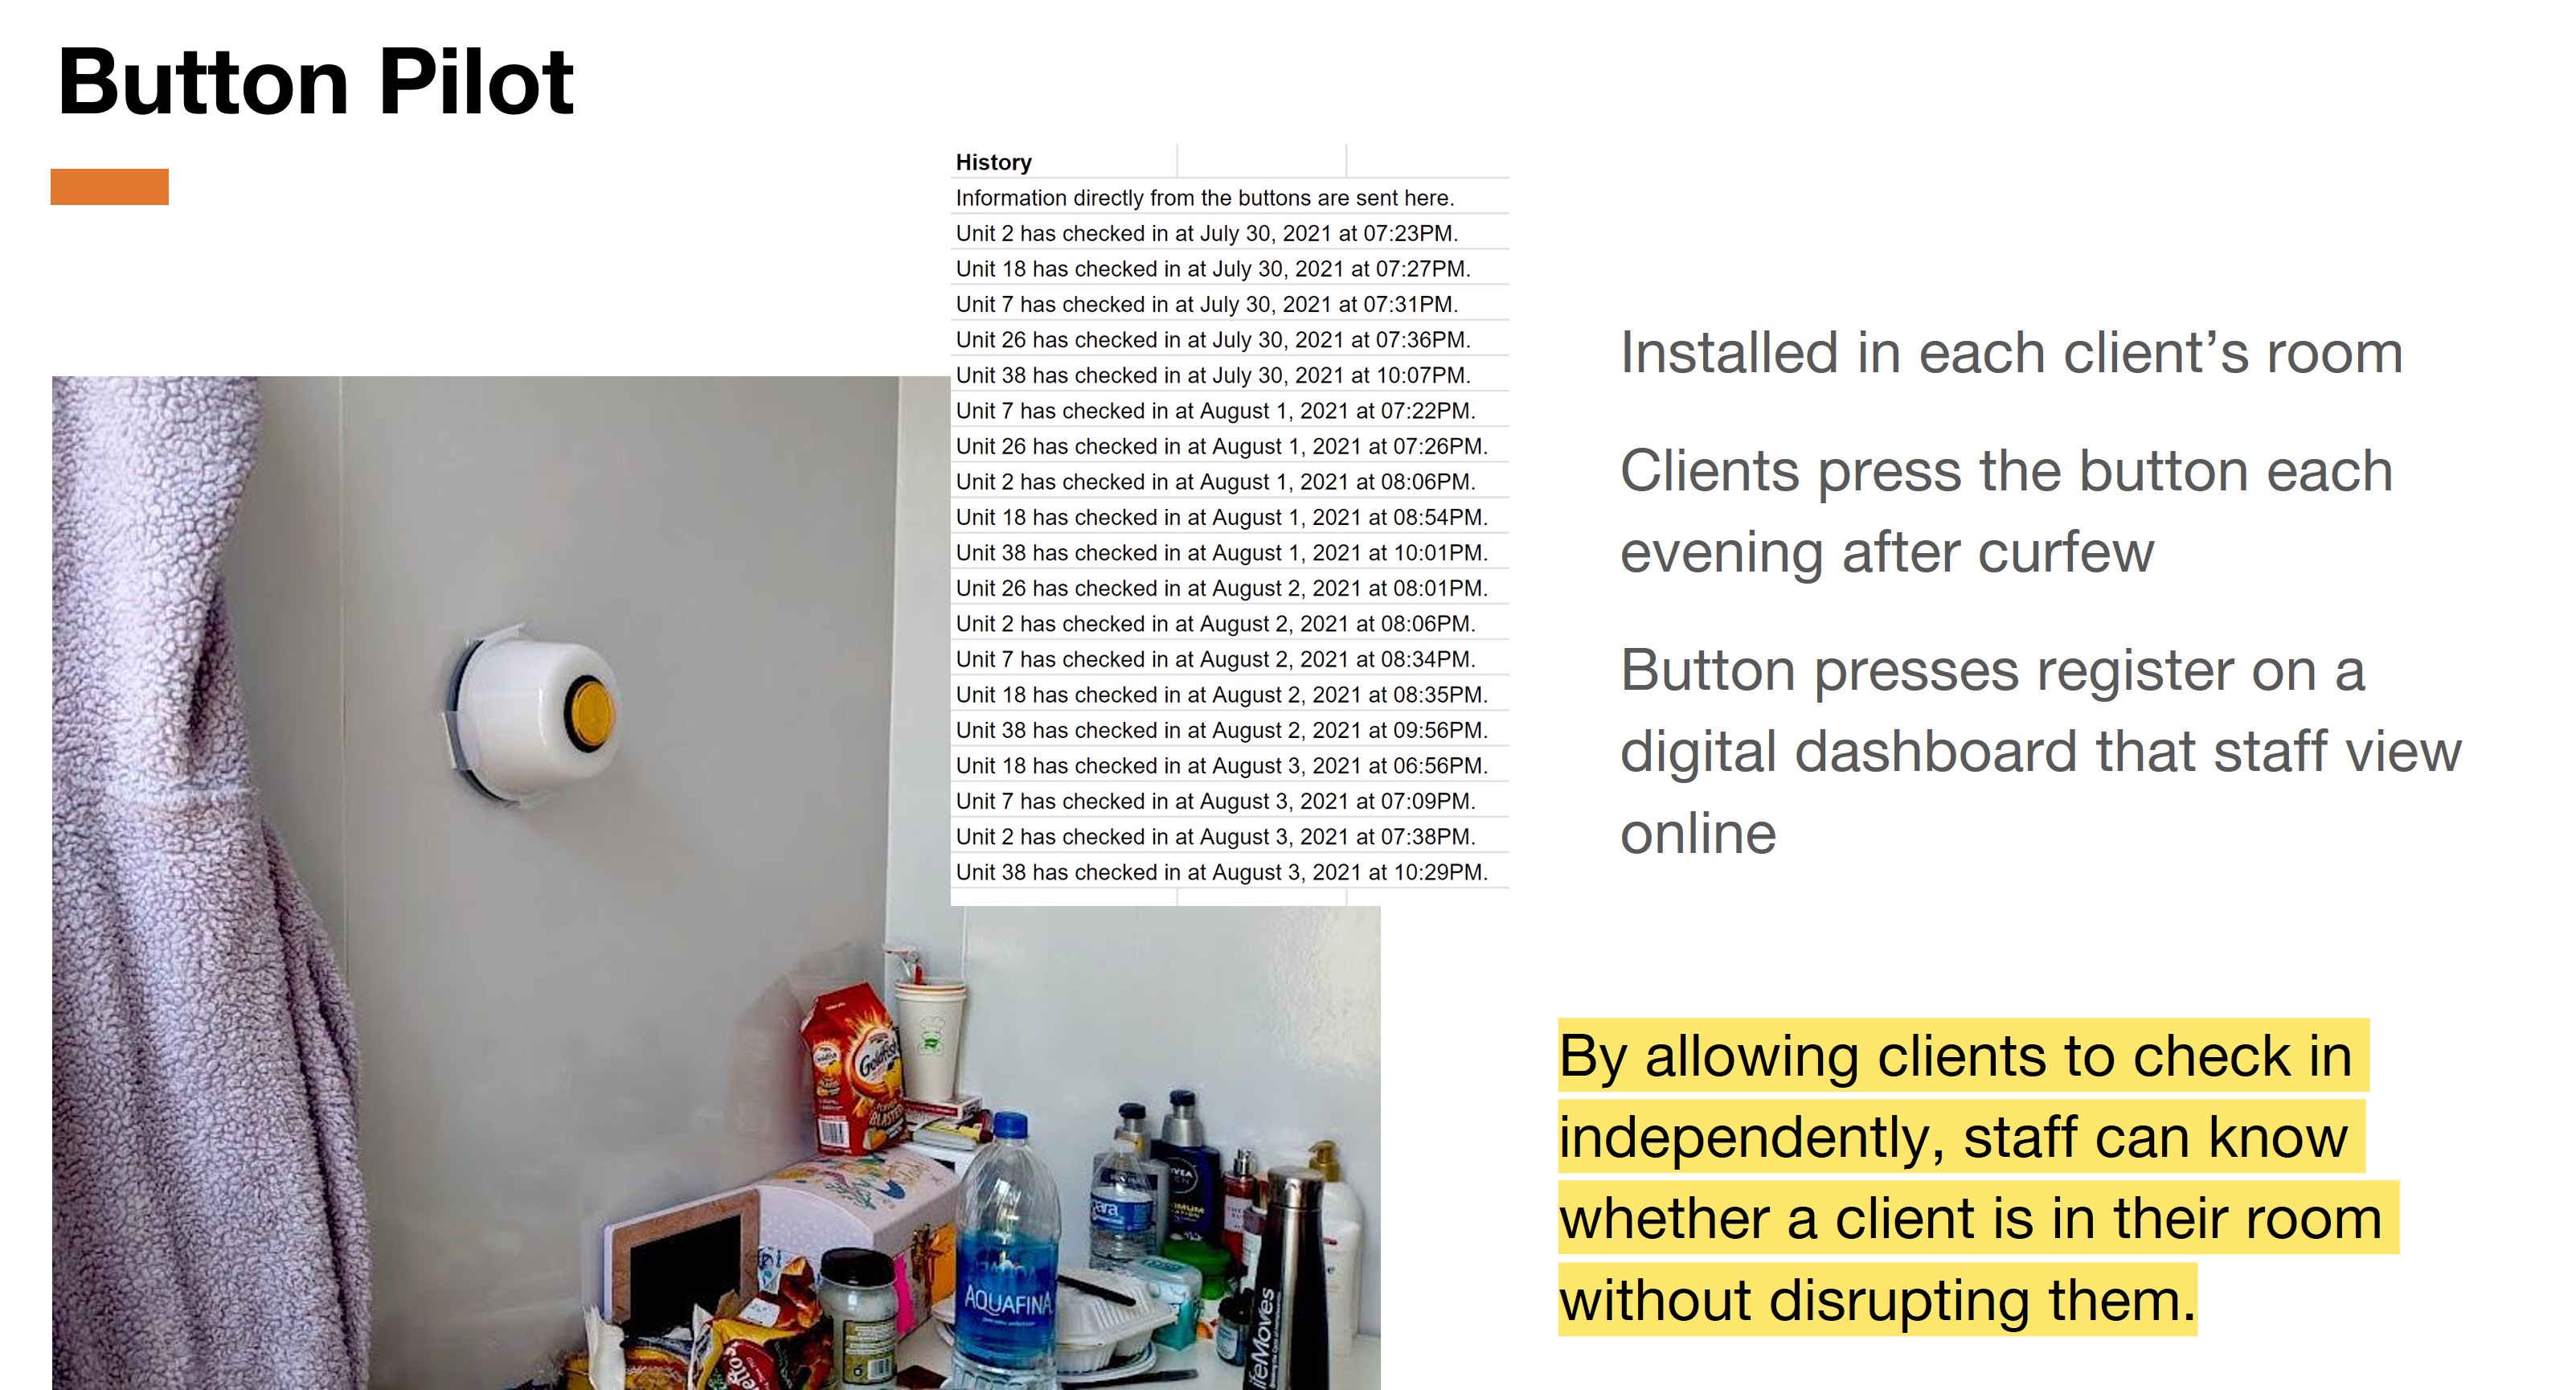 Button Pilot
History
Information directly from the buttons are sent here.
Unit 2 has checked in at July 30, 2021 at 07:23PM.
Unit 18 has checked in at July 30, 2021 at 07:27PM.
Unit 7 has checked in at July 30, 2021 at 07:31PM.
Unit 26 has checked in at July 30, 2021 at 07:36PM.
Unit 38 has checked in at July 30, 2021 at 10:07PM.
Unit 7 has checked in at August 1, 2021 at 07:22PM.
Unit 26 has checked in at August 1, 2021 at 07:26PM.
Unit 2 has checked in at August 1, 2021 at 08:06PM.
Unit 18 has checked in at August 1, 2021 at 08:54PM.
Unit 38 has checked in at August 1, 2021 at 10:01PM.
Unit 26 has checked in at August 2, 2021 at 08:01PM.
Unit 2 has checked in at August 2, 2021 at 08:06PM.
Unit 7 has checked in at August 2, 2021 at 08:34PM.
Unit 18 has checked in at August 2, 2021 at 08:35PM.
Unit 38 has checked in at August 2, 2021 at 09:56PM.
Unit 18 has checked in at August 3, 2021 at 06:56PM.
Unit 7 has checked in at August 3, 2021 at 07:09PM.
Unit 2 has checked in at August 3, 2021 at 07:38PM.
Unit 38 has checked in at August 3, 2021 at 10:29PM.
Installed in each client’s room
Clients press the button each
evening after curfew
Button presses register on a
digital dashboard that staff view
online
By allowing clients to check in
independently, staff can know
whether a client is in their room
without disrupting them.
Goldfish
BLASTED
NIVEA
AQUAFINA
ifeMoves